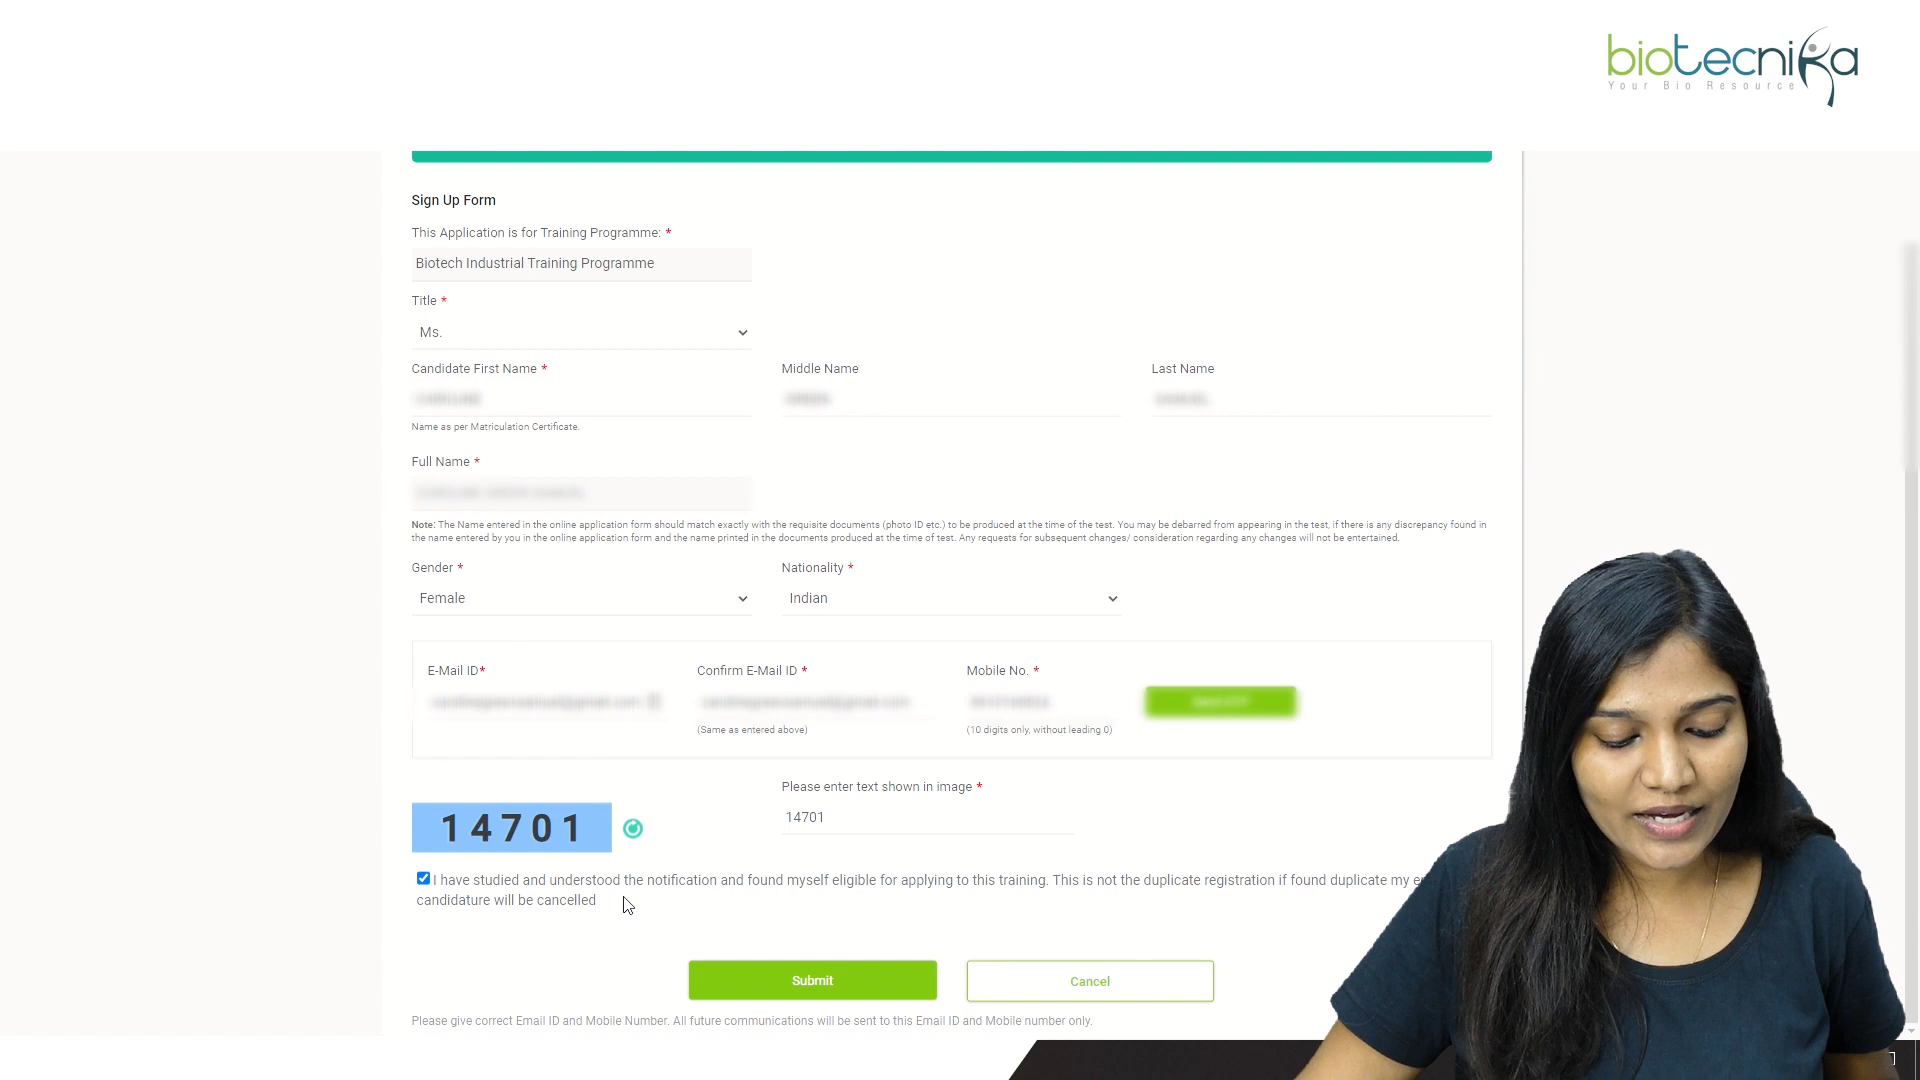 biotecnika
Your Bio Resource
Sign Up Form
This Application is for Training Programme: *
Biotech Industrial Training Programme
Title *
Ms.
Candidate First Name * Middle Name Last Name
Name as per Matriculation Certificate.
Full Name *
Note: The Name entered in the online application form should match exactly with the requisite documents (photo ID etc.) to be produced at the time of the test. You may be debarred from appearing in the test, if there is any discrepancy found in
the name entered by you in the online application form and the name printed in the documents produced at the time of test. Any requests for subsequent changes/ consideration regarding any changes will not be entertained.
Gender * Nationality *
Female Indian
E-Mail ID* Confirm E-Mail ID * Mobile No. *
(Same as entered above) (10 digits only, without leading 0)
Please enter text shown in image *
14701 14701
I have studied and understood the notification and found myself eligible for applying to this training. This is not the duplicate registration if found duplicate my
candidature will be cancelled
Submit Cancel
Please give correct Email ID and Mobile Number. All future communications will be sent to this Email ID and Mobile number only.